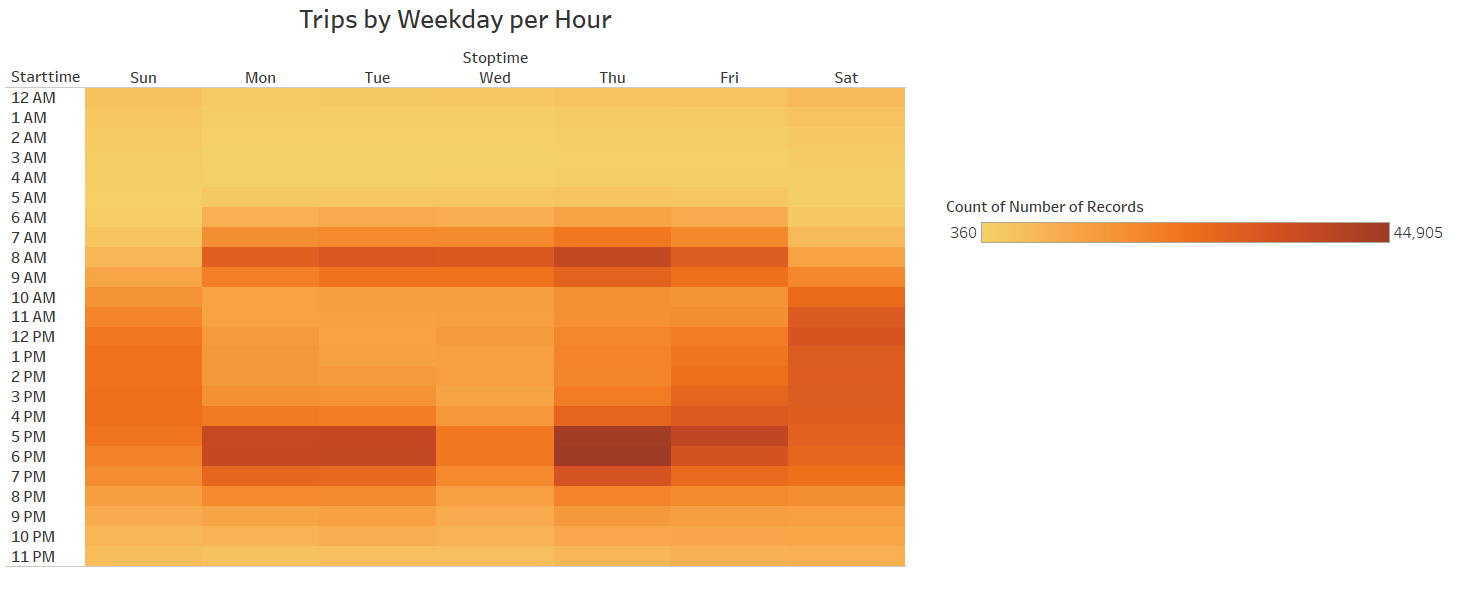 Trips by Weekday per Hour
Stoptime
Starttime Sun Mon Tue Wed Thu Fri Sat
12 AM
1 AM
2 AM
3 AM
4 AM
5 AM
6 AM
7 AM
8 AM
9 AM
10 AM
11 AM
12 PM
1 PM
2 PM
3 PM
4 PM
5 PM
6 PM
7 PM
8 PM
9 PM
10 PM
11 PM
Count of Number of Records
360 44,905